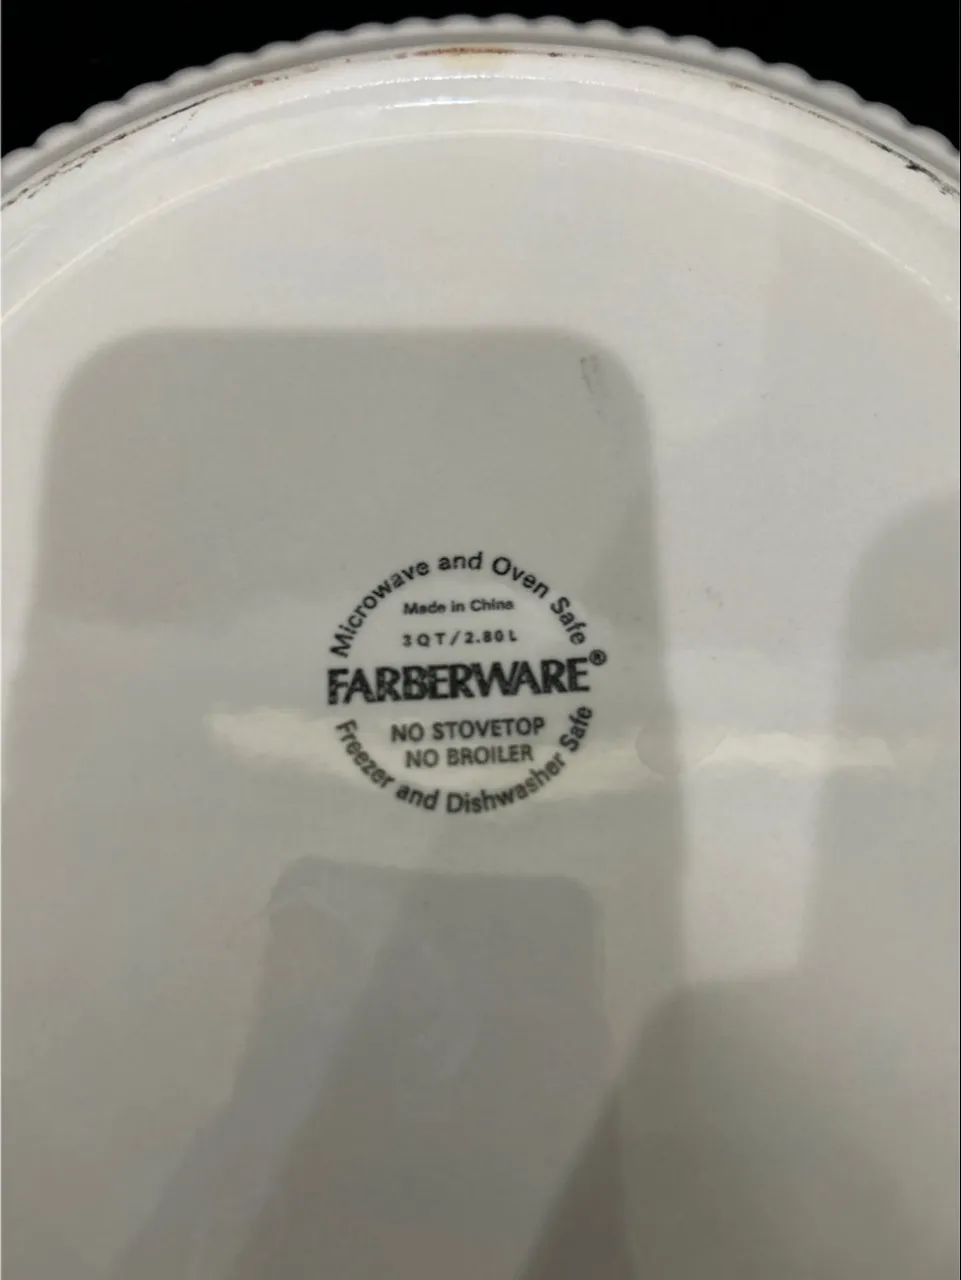 Microwave and Oven Safe
Made in China
3QT/2.80L
FARBERWARE®
NO STOVETOP
NO BROILER
Freezer and Dishwasher Safe